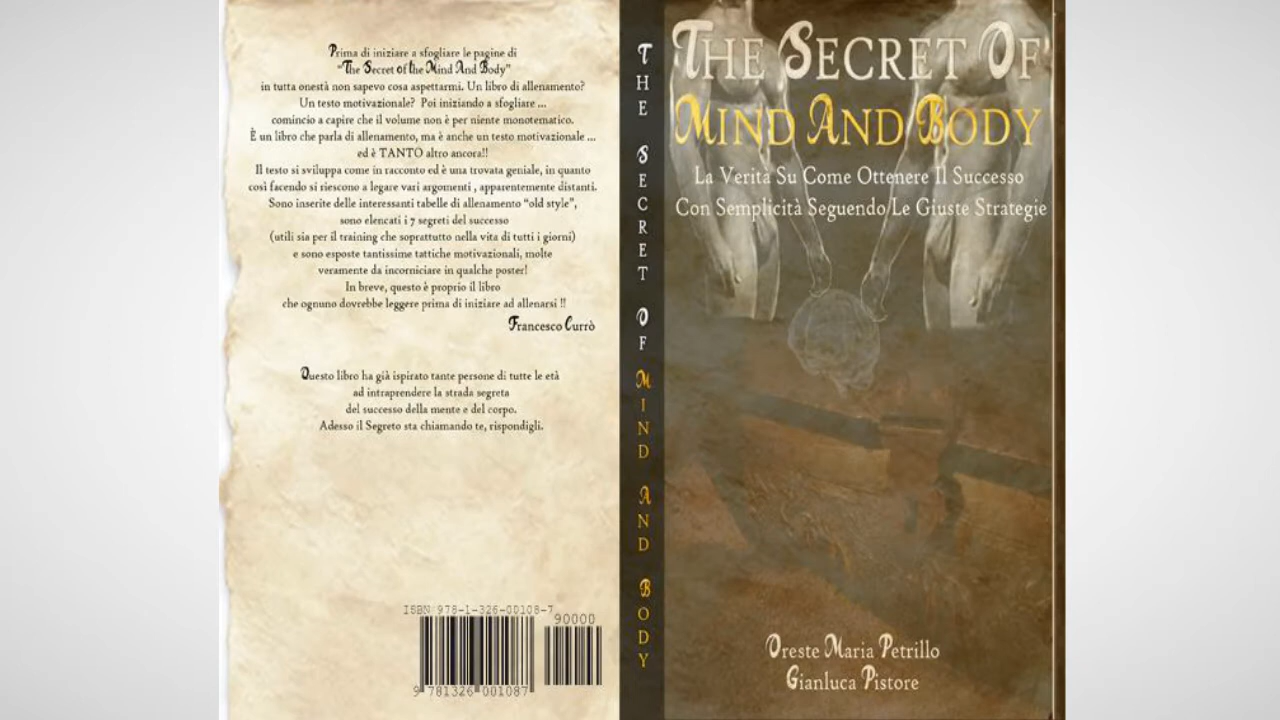 Prima di iniziare a sfogliare le pagine di
"The Secret of the Mind And Body"
in tutta onestà non sapevo cosa aspettarmi. Un libro di allenamento?
Un testo motivazionale? Poi iniziando a sfogliare ...
comincio a capire che il volume non è per niente monotematico.
È un libro che parla di allenamento, ma è anche un testo motivazionale ...
ed è TANTO altro ancora!!
Il testo si sviluppa come in racconto ed è una trovata geniale, in quanto
così facendo si riescono a legare vari argomenti , apparentemente distanti.
Sono inserite delle interessanti tabelle di allenamento "old style",
sono elencati i 7 segreti del successo
(utili sia per il training che soprattutto nella vita di tutti i giorni)
e sono esposte tantissime tattiche motivazionali, molte
veramente da incorniciare in qualche poster!
In breve, questo è proprio il libro
che ognuno dovrebbe leggere prima di iniziare ad allenarsi !!
Francesco Currò
Questo libro ha già ispirato tante persone di tutte le età
ad intraprendere la strada segreta
del successo della mente e del corpo.
Adesso il Segreto sta chiamando te, rispondigli.
ISBN 978-1-326-00108-7
90000
9 781326 001087
THE SECRET OF MIND AND BODY
THE SECRET OF
MIND AND BODY
La Verità Su Come Ottenere Il Successo
Con Semplicità Seguendo Le Giuste Strategie
Oreste Maria Petrillo
Gianluca Pistore